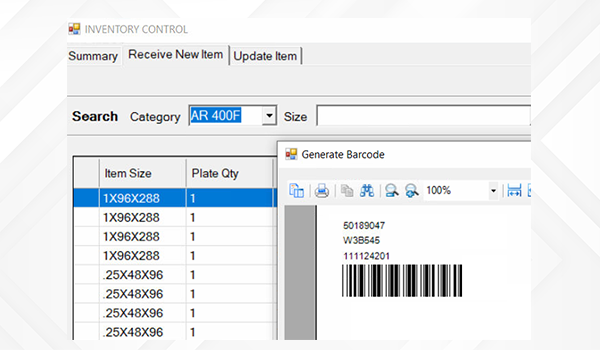 INVENTORY CONTROL
Summary Receive New Item Update Item
Search Category AR 400F Size
Item Size Plate Qty
1X96X288 1
1X96X288 1
1X96X288 1
1X96X288 1
.25X48X96 1
.25X48X96 1
.25X48X96 1
.25X48X96 1
Generate Barcode
100%
50189047
W3B545
111124201